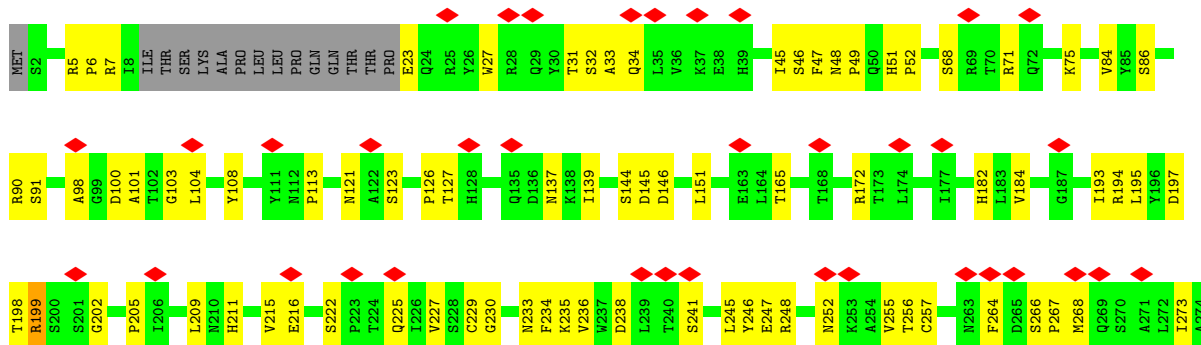 MET S2 R5 P6 R7 I8 ILE THR SER LYS ALA PRO LEU LEU PRO GLN GLN THR THR PRO E23 Q24 R25 Y26 W27 R28 Q29 Y30 T31 S32 A33 Q34 L35 V36 K37 E38 H39 I45 S46 F47 N48 P49 Q50 H51 P52 S68 R69 T70 R71 Q72 K75 V84 Y85 S86
R90 S91 A98 G99 D100 A101 T102 G103 L104 Y108 Y111 N112 P113 N121 A122 S123 P126 T127 H128 Q135 D136 N137 K138 I139 S144 D145 D146 L151 E163 L164 T165 T168 R172 T173 L174 I177 H182 L183 V184 G187 I193 R194 L195 Y196 D197
T198 R199 S200 S201 G202 P205 I206 L209 N210 H211 V215 E216 S222 P223 T224 Q225 I226 V227 S228 C229 G230 N233 F234 K235 V236 W237 D238 L239 T240 S241 L245 Y246 E247 R248 N252 K253 A254 V255 T256 C257 N263 F264 D265 S266 P267 M268 Q269 S270 A271 L272 I273 A274